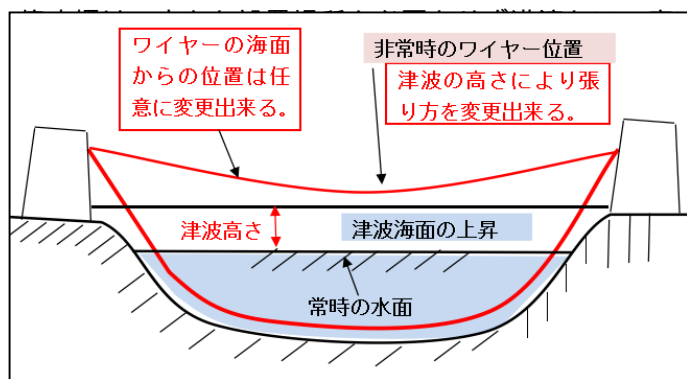 ワイヤーの海面
からの位置は任
意に変更出来る。
非常時のワイヤー位置
津波の高さにより張
り方を変更出来る。
津波高さ
津波海面の上昇
常時の水面